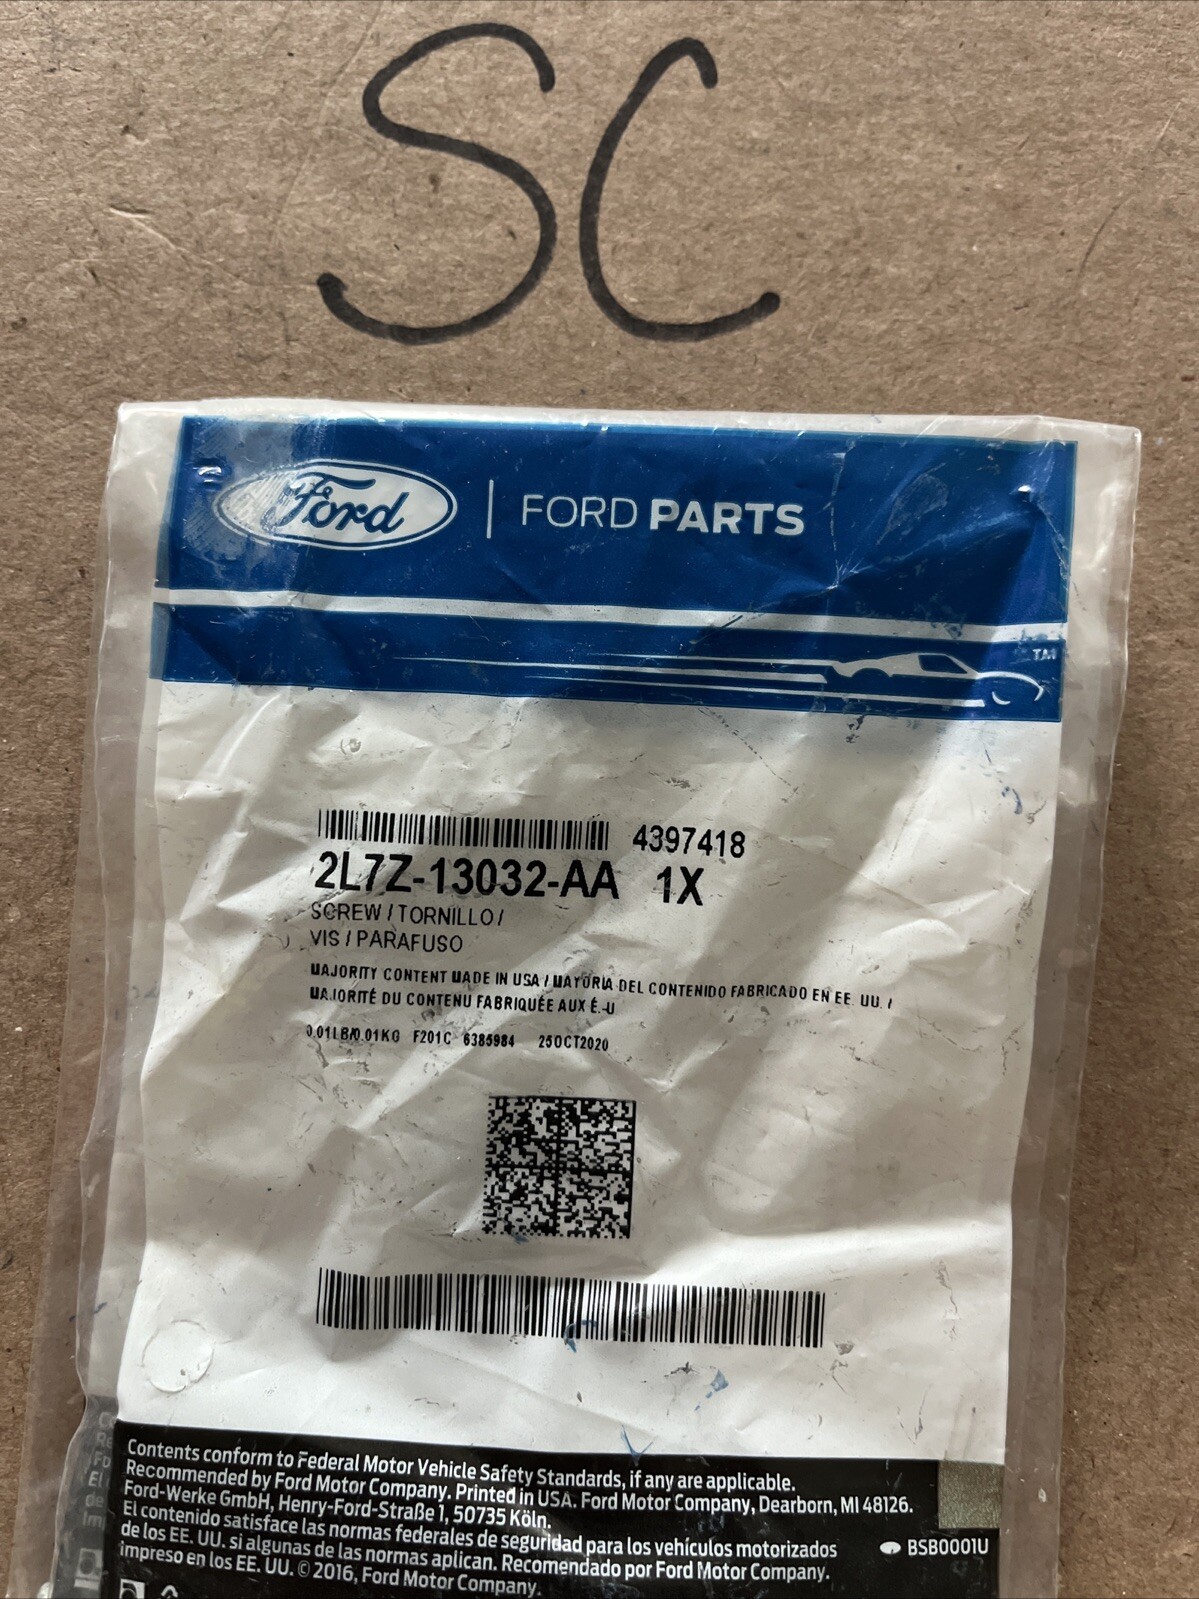 SC
Ford | FORD PARTS
TM
4397418
2L7Z-13032-AA 1X
SCREW / TORNILLO /
VIS / PARAFUSO
MAJORITY CONTENT MADE IN USA / MAYORIA DEL CONTENIDO FABRICADO EN EE. UU. /
MAJORITÉ DU CONTENU FABRIQUÉE AUX É.-U
0.01LB/0.01KG F201C 6385984 25OCT2020
Contents conform to Federal Motor Vehicle Safety Standards, if any are applicable.
Recommended by Ford Motor Company. Printed in USA. Ford Motor Company, Dearborn, MI 48126.
Ford-Werke GmbH, Henry-Ford-Straße 1, 50735 Köln.
El contenido satisface las normas federales de seguridad para los vehículos motorizados
de los EE. UU. si algunas de las normas aplican. Recomendado por Ford Motor Company.
impreso en los EE. UU. © 2016, Ford Motor Company.
BSB0001U